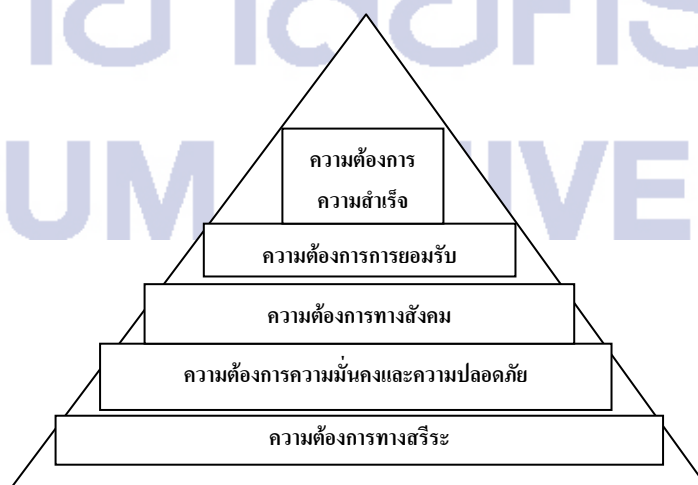 ความต้องการ
ความสำเร็จ
ความต้องการการยอมรับ
ความต้องการทางสังคม
ความต้องการความมั่นคงและความปลอดภัย
ความต้องการทางสรีระ